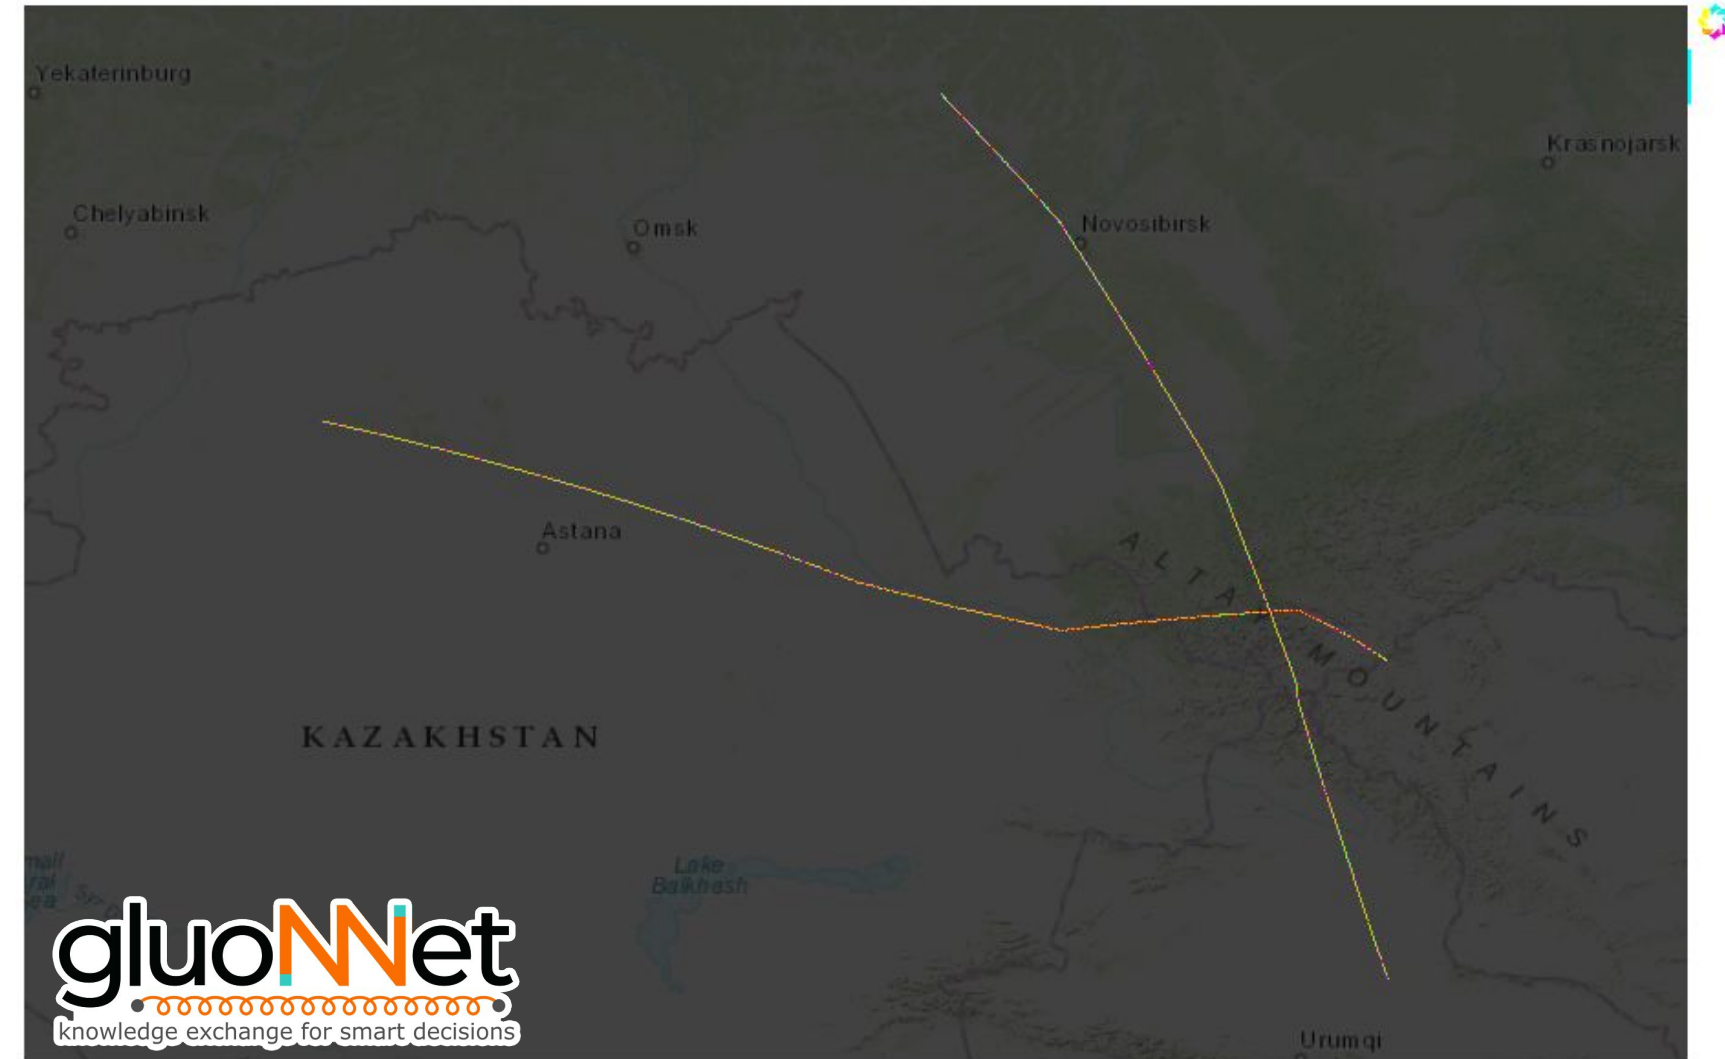 Yekaterinburg
Krasnojarsk
Chelyabinsk
Novosibirsk
Omsk
Astana
ALTAI MOUNTAINS
KAZAKHSTAN
Lake
Balkhash
gluoNNet
knowledge exchange for smart decisions
Urumqi